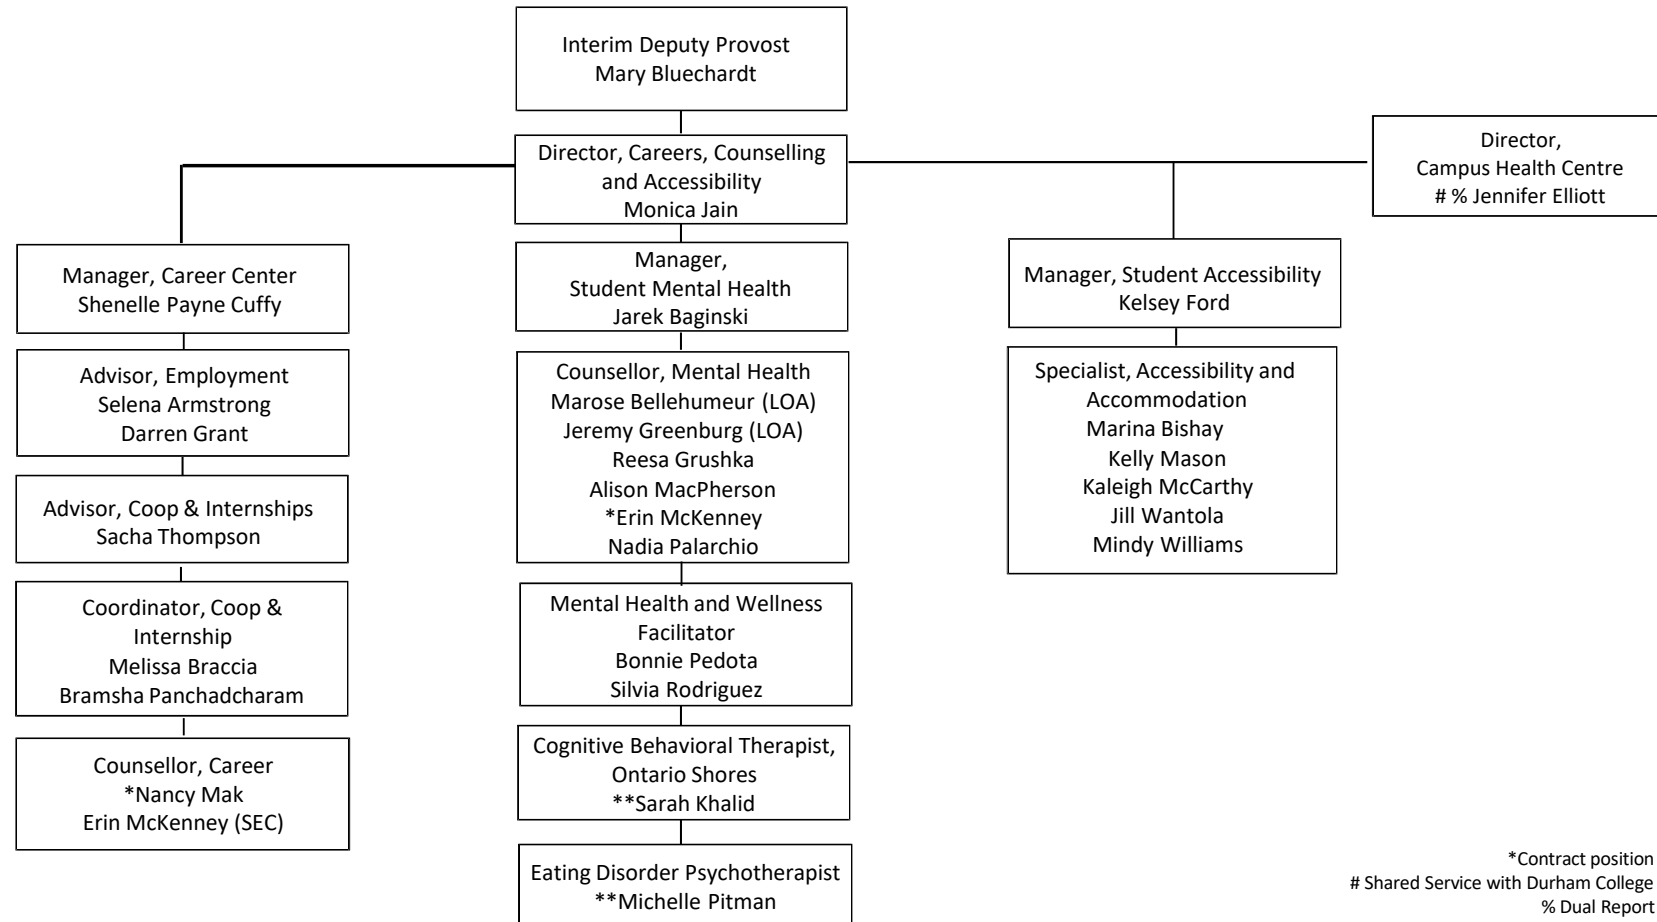 Interim Deputy Provost
Mary Bluechardt
Director, Careers, Counselling
and Accessibility
Monica Jain
Director,
Campus Health Centre
# % Jennifer Elliott
Manager, Career Center
Shenelle Payne Cuffy
Advisor, Employment
Selena Armstrong
Darren Grant
Advisor, Coop & Internships
Sacha Thompson
Coordinator, Coop &
Internship
Melissa Braccia
Bramsha Panchadcharam
Counsellor, Career
*Nancy Mak
Erin McKenney (SEC)
Manager,
Student Mental Health
Jarek Baginski
Counsellor, Mental Health
Marose Bellehumeur (LOA)
Jeremy Greenburg (LOA)
Reesa Grushka
Alison MacPherson
*Erin McKenney
Nadia Palarchio
Mental Health and Wellness
Facilitator
Bonnie Pedota
Silvia Rodriguez
Cognitive Behavioral Therapist,
Ontario Shores
**Sarah Khalid
Eating Disorder Psychotherapist
**Michelle Pitman
Manager, Student Accessibility
Kelsey Ford
Specialist, Accessibility and
Accommodation
Marina Bishay
Kelly Mason
Kaleigh McCarthy
Jill Wantola
Mindy Williams
*Contract position
# Shared Service with Durham College
% Dual Report